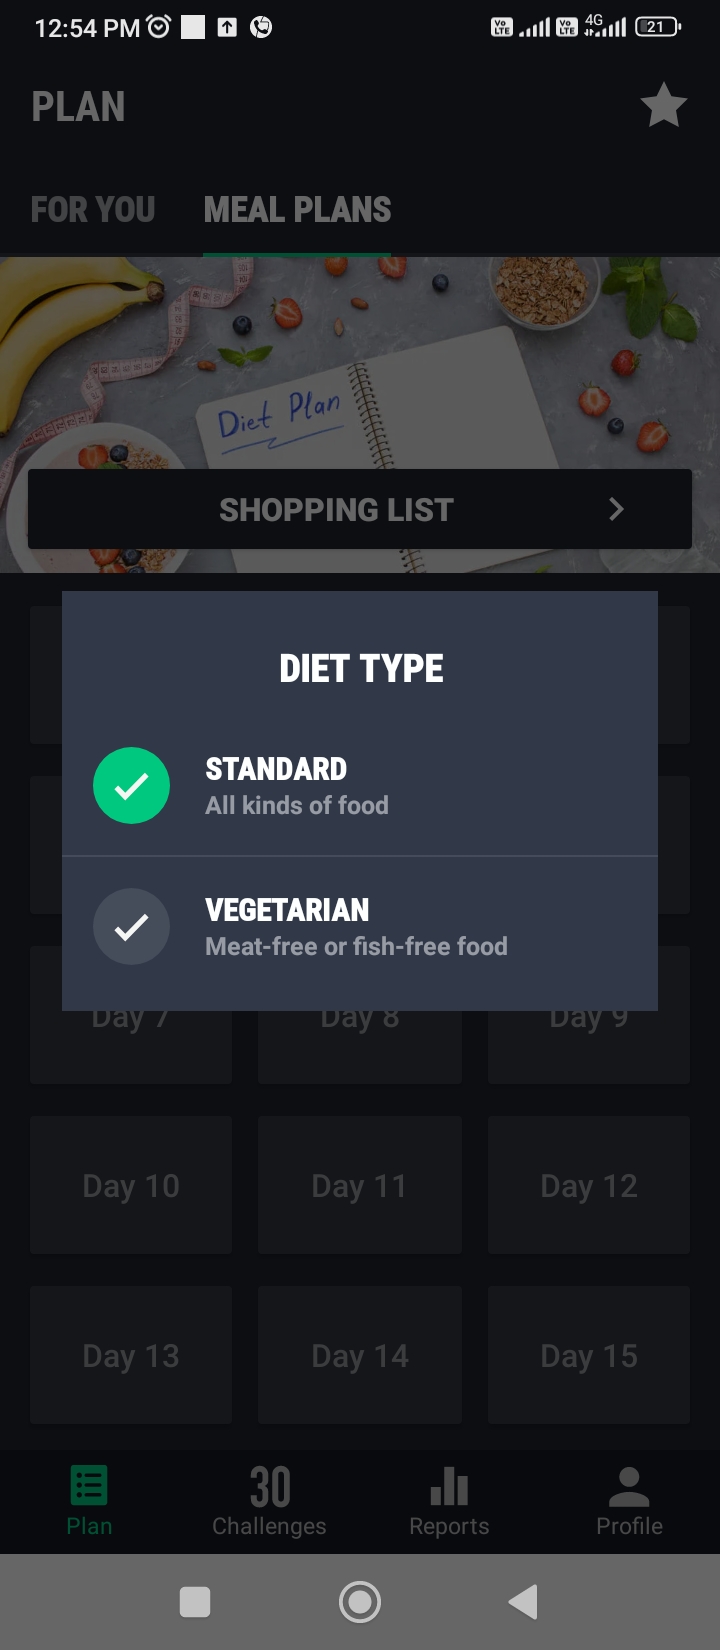 12:54 PM
Vo LTE
Vo LTE
4G
21
PLAN
FOR YOU
MEAL PLANS
Diet Plan
SHOPPING LIST
DIET TYPE
STANDARD
All kinds of food
VEGETARIAN
Meat-free or fish-free food
Day 7
Day 8
Day 9
Day 10
Day 11
Day 12
Day 13
Day 14
Day 15
30
Plan
Challenges
Reports
Profile